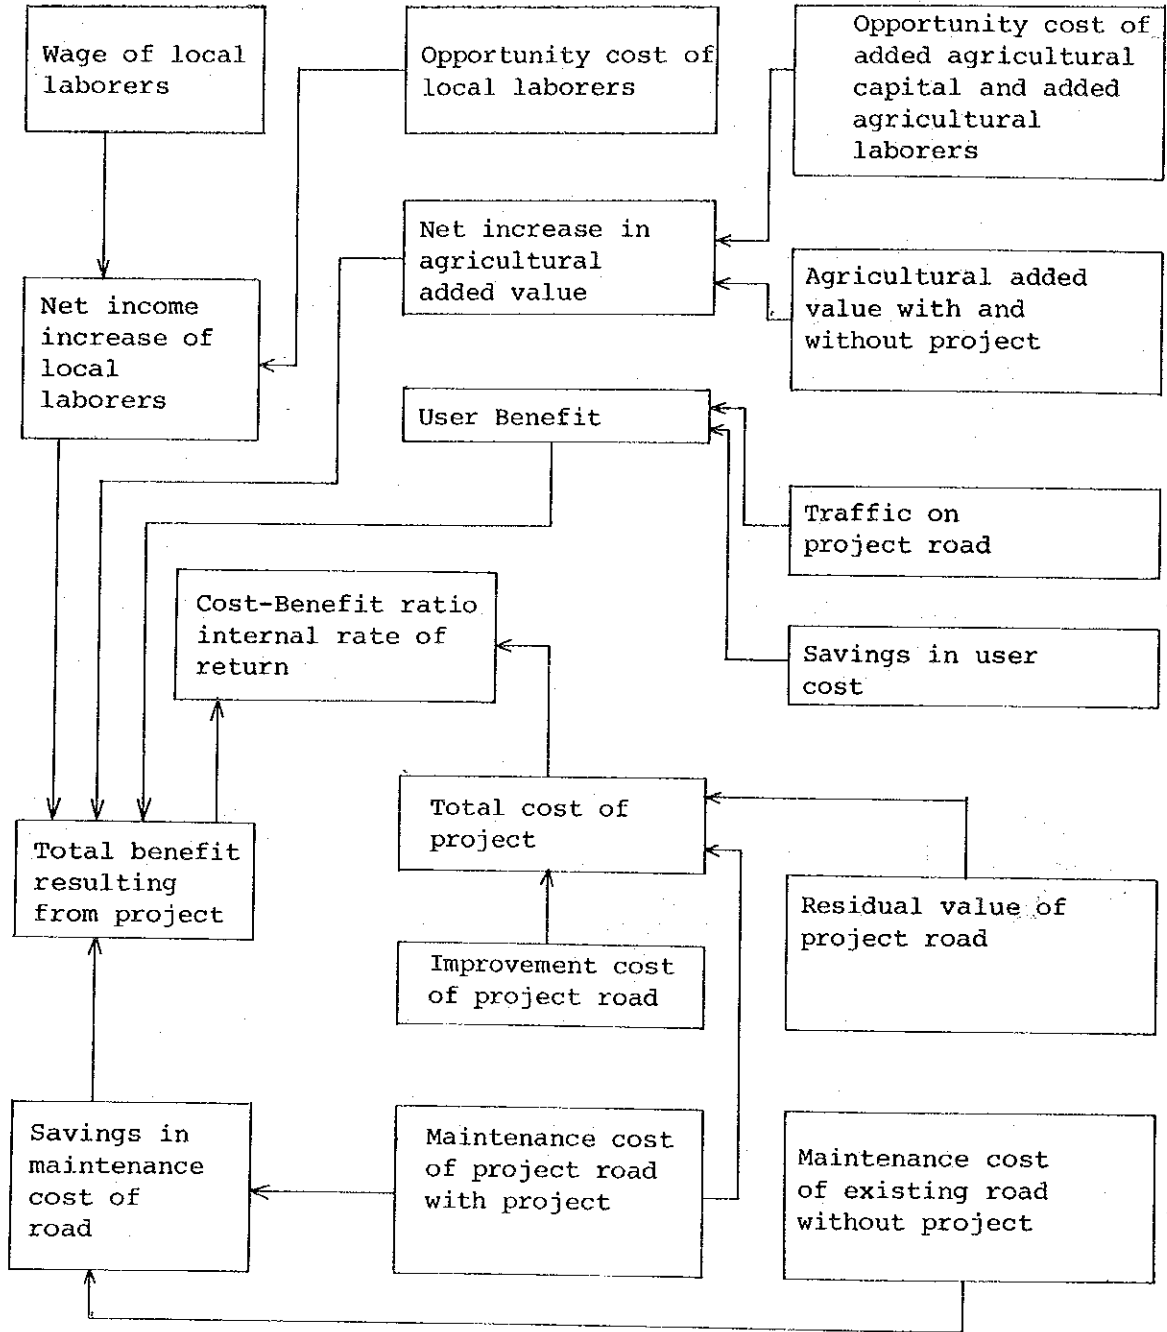 Wage of local
laborers
Opportunity cost of
local laborers
Opportunity cost of
added agricultural
capital and added
agricultural
laborers
Net increase in
agricultural
added value
Agricultural added
value with and
without project
Net income
increase of
local
laborers
User Benefit
Traffic on
project road
Cost-Benefit ratio
internal rate of
return
Savings in user
cost
Total cost of
project
Total benefit
resulting
from project
Residual value of
project road
Improvement cost
of project road
Savings in
maintenance
cost of
road
Maintenance cost
of project road
with project
Maintenance cost
of existing road
without project